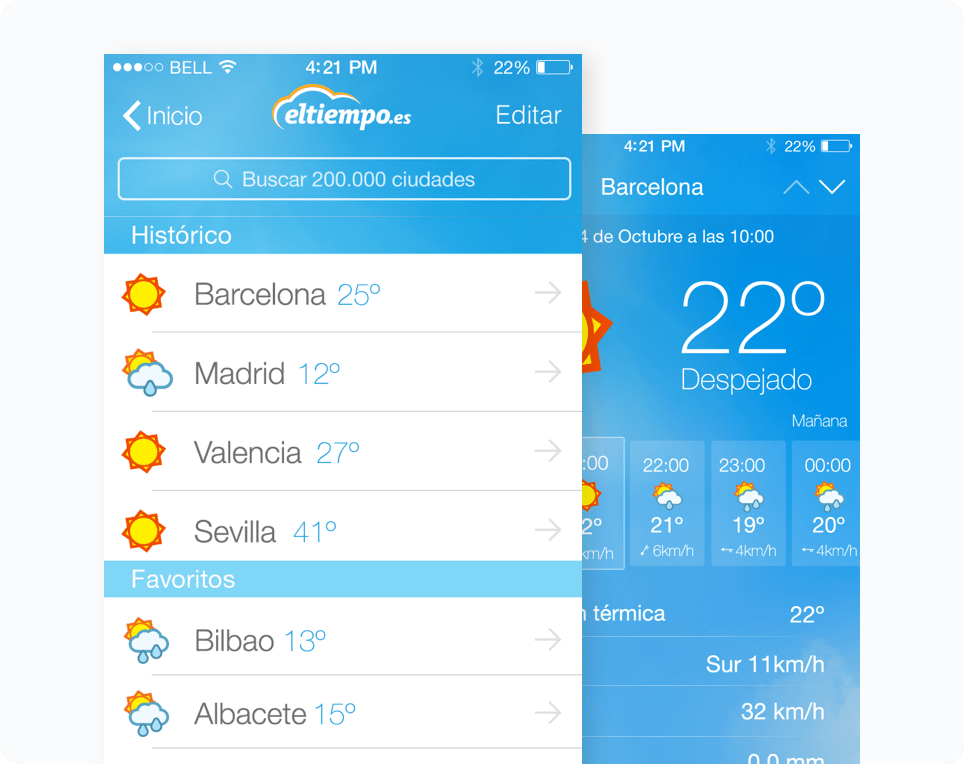 BELL 4:21 PM 22%
Inicio eltiempo.es Editar
Buscar 200.000 ciudades
Histórico
Barcelona 25º
Madrid 12º
Valencia 27º
Sevilla 41º
Favoritos
Bilbao 13º
Albacete 15º
4:21 PM 22%
Barcelona
4 de Octubre a las 10:00
22º
Despejado
Mañana
:00 22:00 23:00 00:00
2º 21º 19º 20º
km/h 6km/h 4km/h 4km/h
térmica 22º
Sur 11km/h
32 km/h
0.0 mm